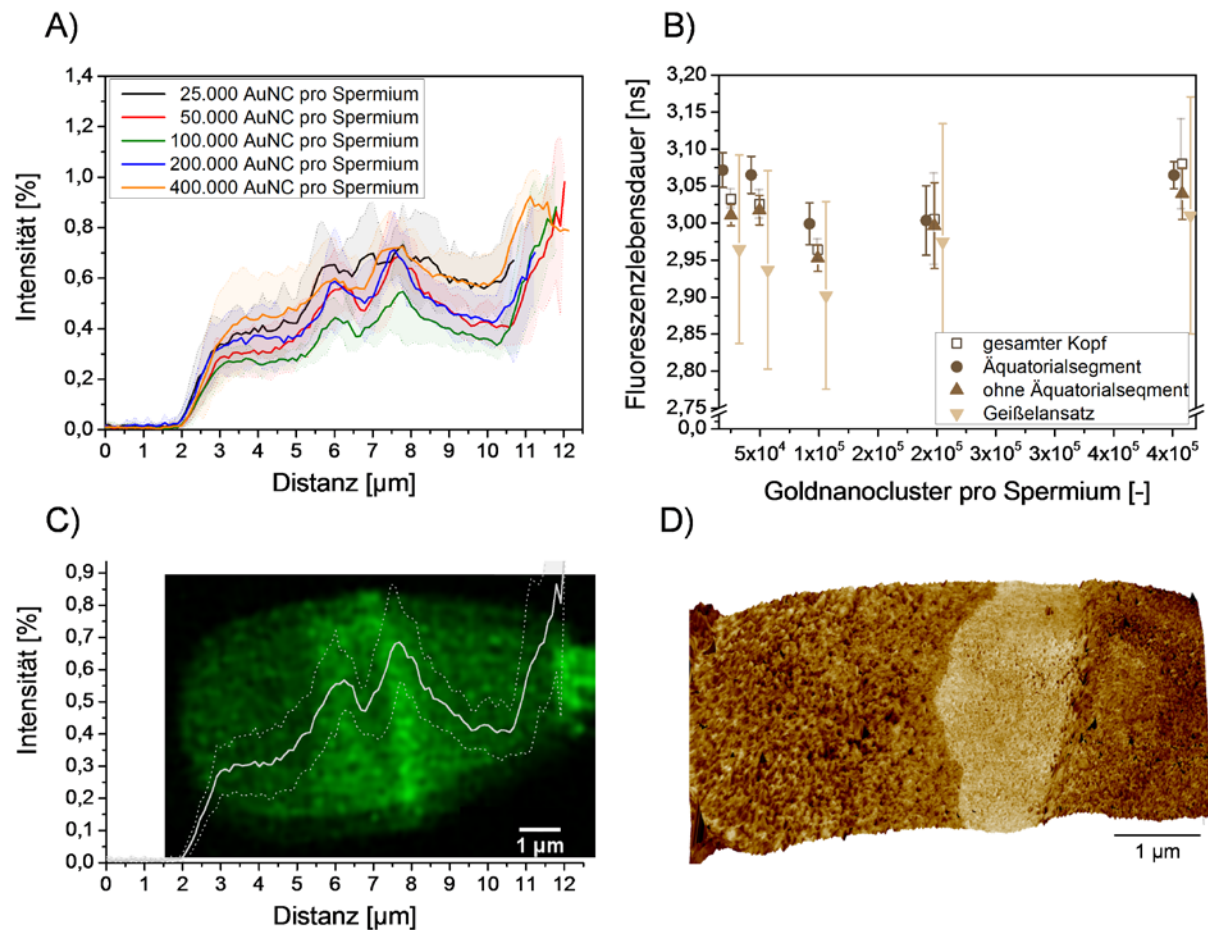 A)
Intensität [%]
1,4
1,2
1,0
0,8
0,6
0,4
0,2
0,0
25.000 AuNC pro Spermium
50.000 AuNC pro Spermium
100.000 AuNC pro Spermium
200.000 AuNC pro Spermium
400.000 AuNC pro Spermium
0 1 2 3 4 5 6 7 8 9 10 11 12
Distanz [µm]
B)
Fluoreszenzlebensdauer [ns]
3,20
3,15
3,10
3,05
3,00
2,95
2,90
2,85
2,80
2,75
0,0
gesamter Kopf
Äquatorialsegment
ohne Äquatorialseqment
Geißelansatz
5x10⁴ 1x10⁵ 2x10⁵ 2x10⁵ 3x10⁵ 3x10⁵ 4x10⁵ 4x10⁵
Goldnanocluster pro Spermium [-]
C)
Intensität [%]
0,9
0,8
0,7
0,6
0,5
0,4
0,3
0,2
0,1
0,0
1 µm
0 1 2 3 4 5 6 7 8 9 10 11 12
Distanz [µm]
D)
1 µm